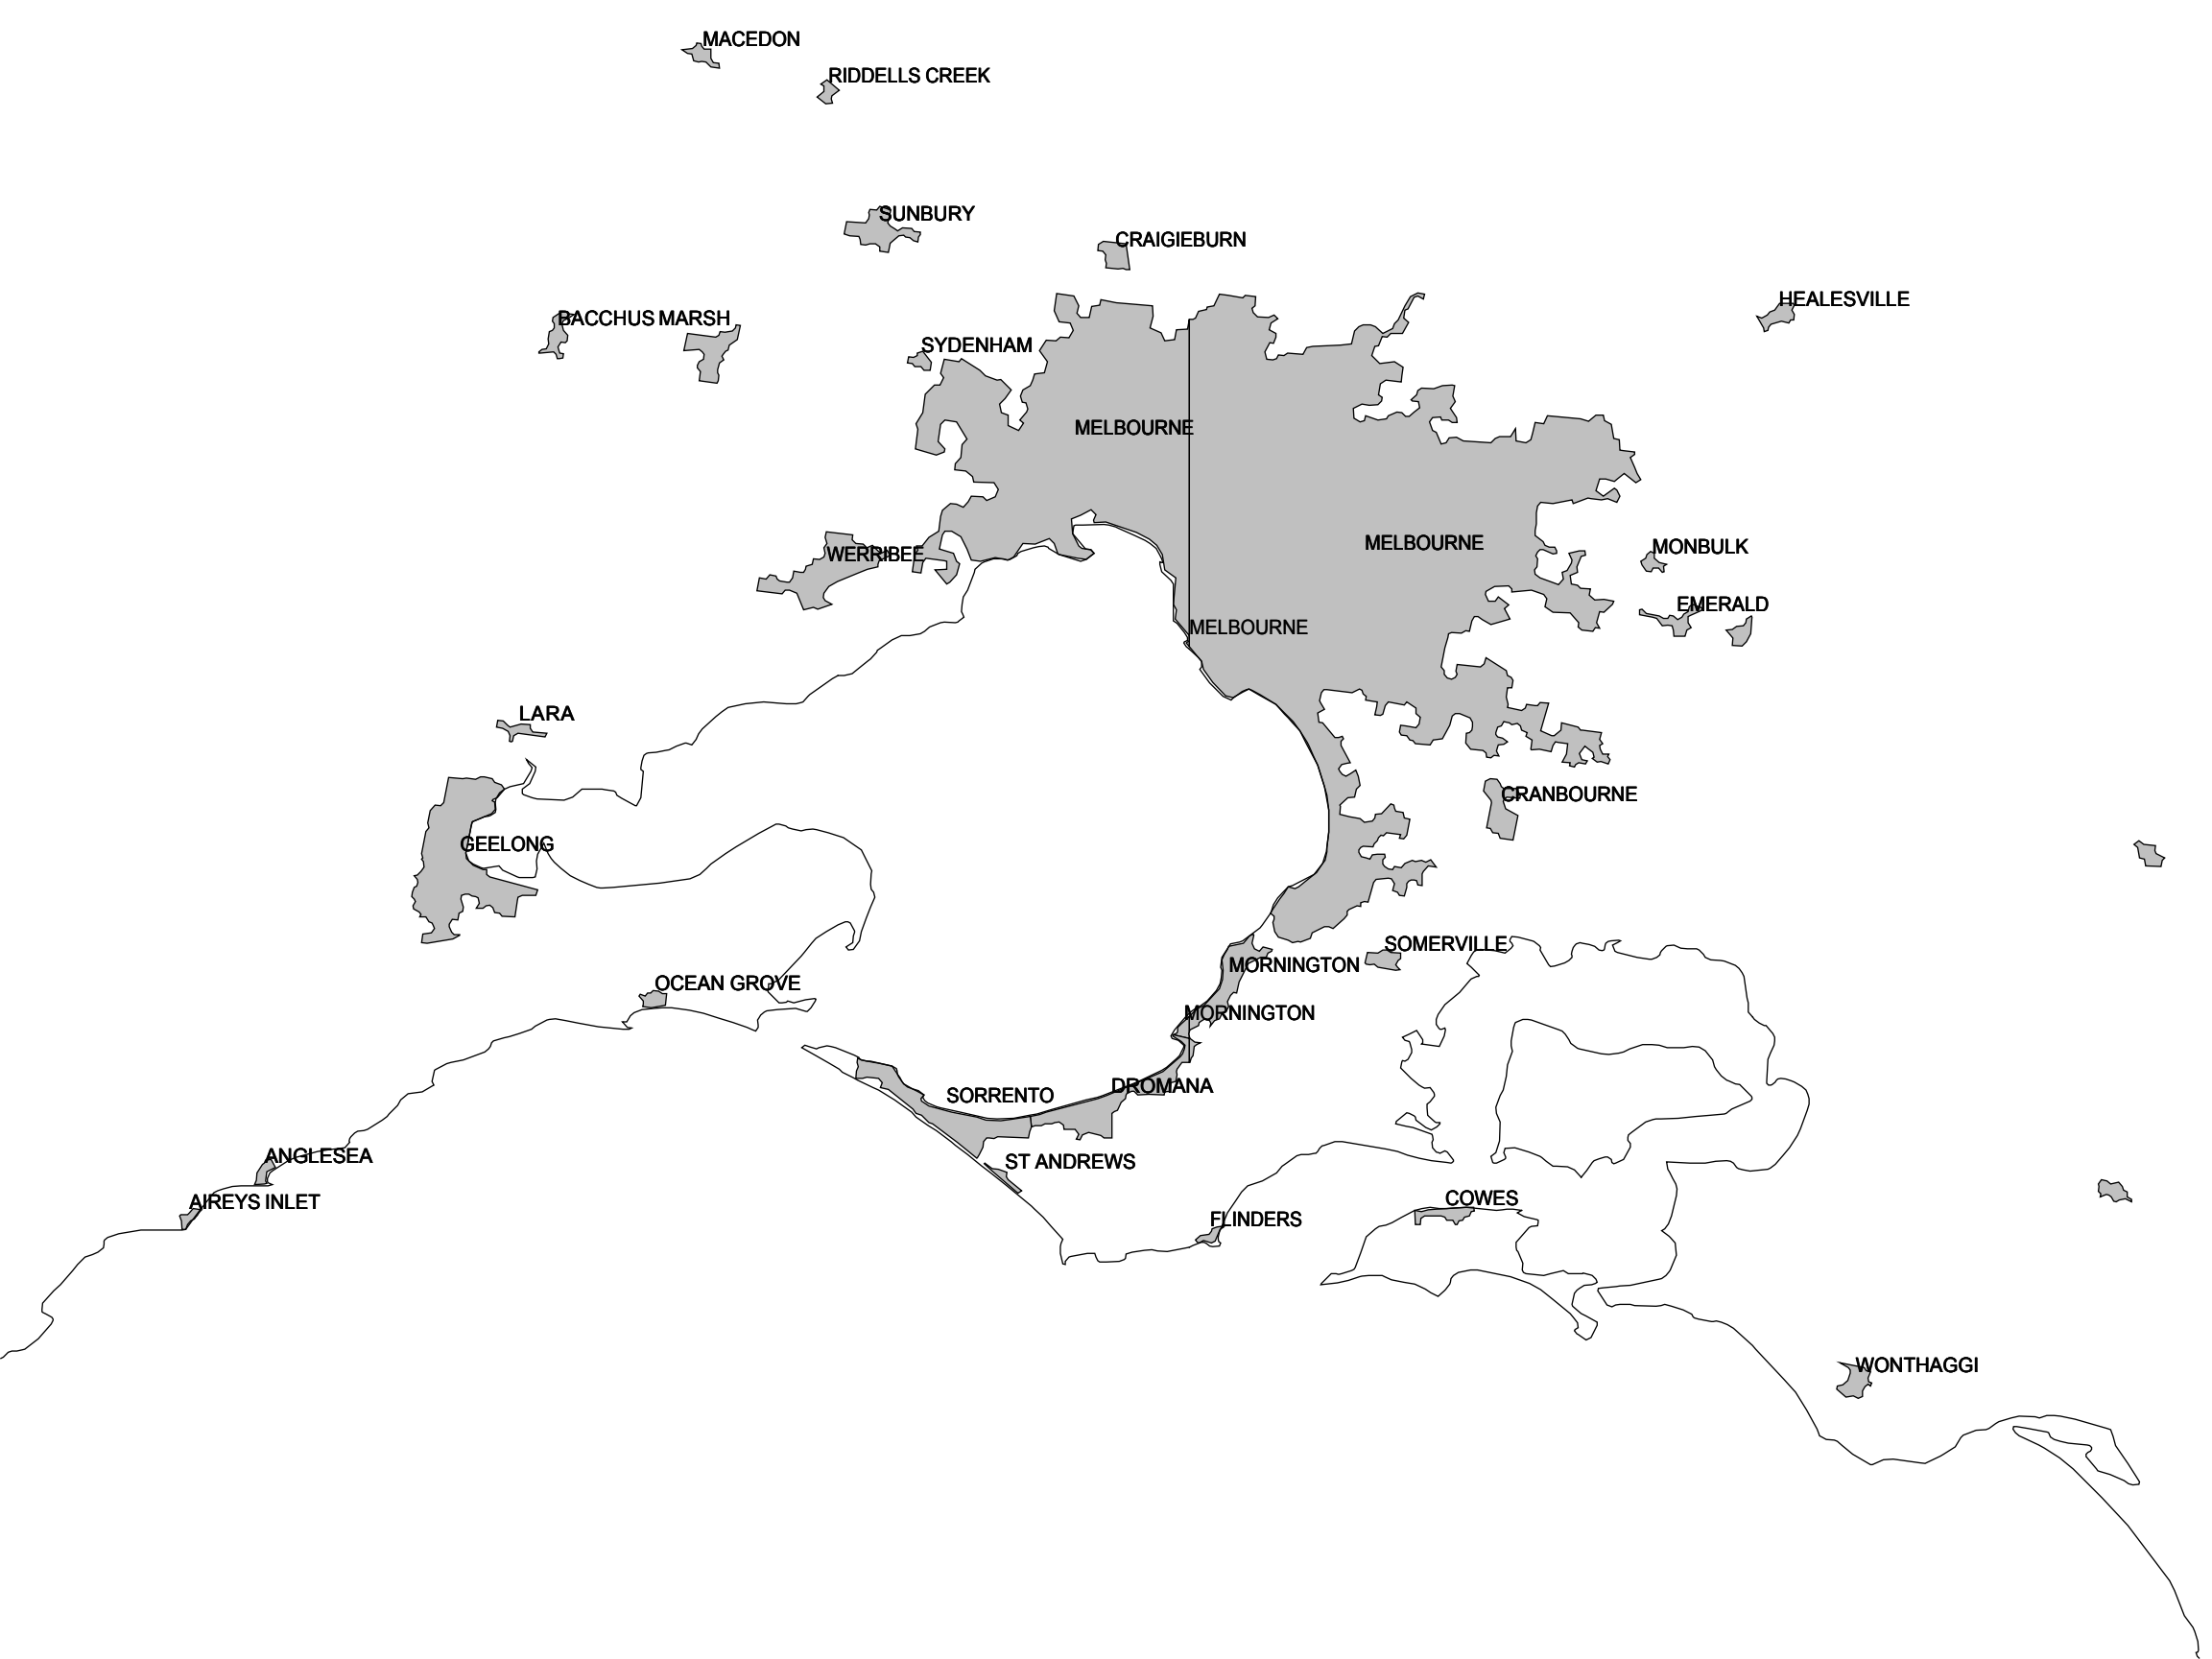 MACEDON
RIDDELLS CREEK
SUNBURY
CRAIGIEBURN
HEALESVILLE
BACCHUS MARSH
SYDENHAM
MELBOURNE
MELBOURNE
MONBULK
WERRIBEE
EMERALD
MELBOURNE
LARA
CRANBOURNE
GEELONG
SOMERVILLE
MORNINGTON
OCEAN GROVE
MORNINGTON
DROMANA
SORRENTO
ANGLESEA
ST ANDREWS
COWES
AIREYS INLET
FLINDERS
WONTHAGGI